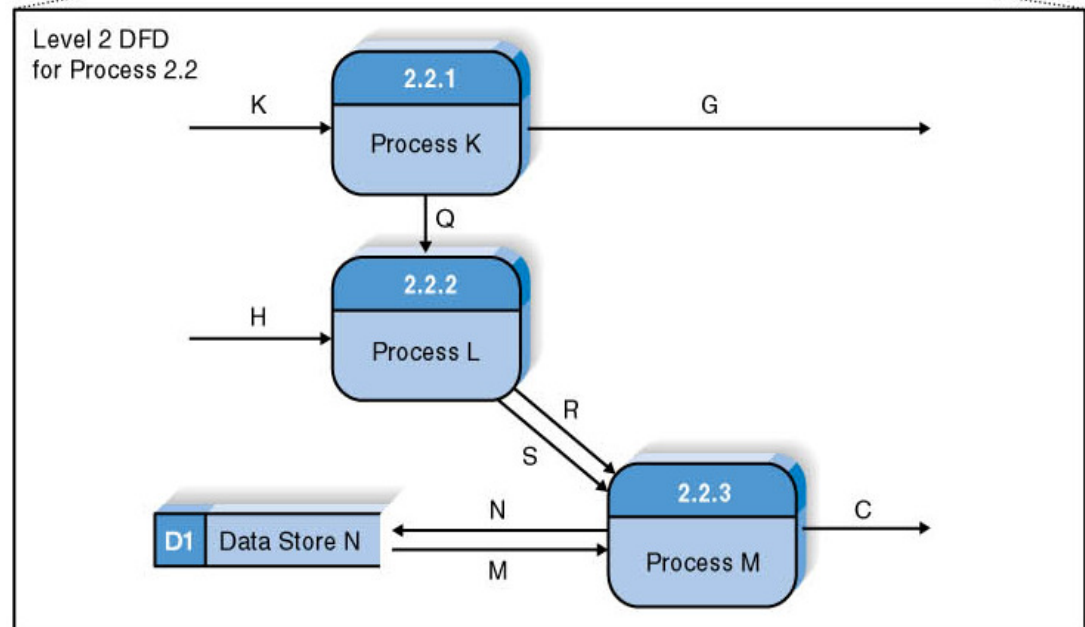 Level 2 DFD
for Process 2.2
2.2.1
K
Process K
G
Q
2.2.2
H
Process L
R
S
2.2.3
N
C
D1 Data Store N
Process M
M